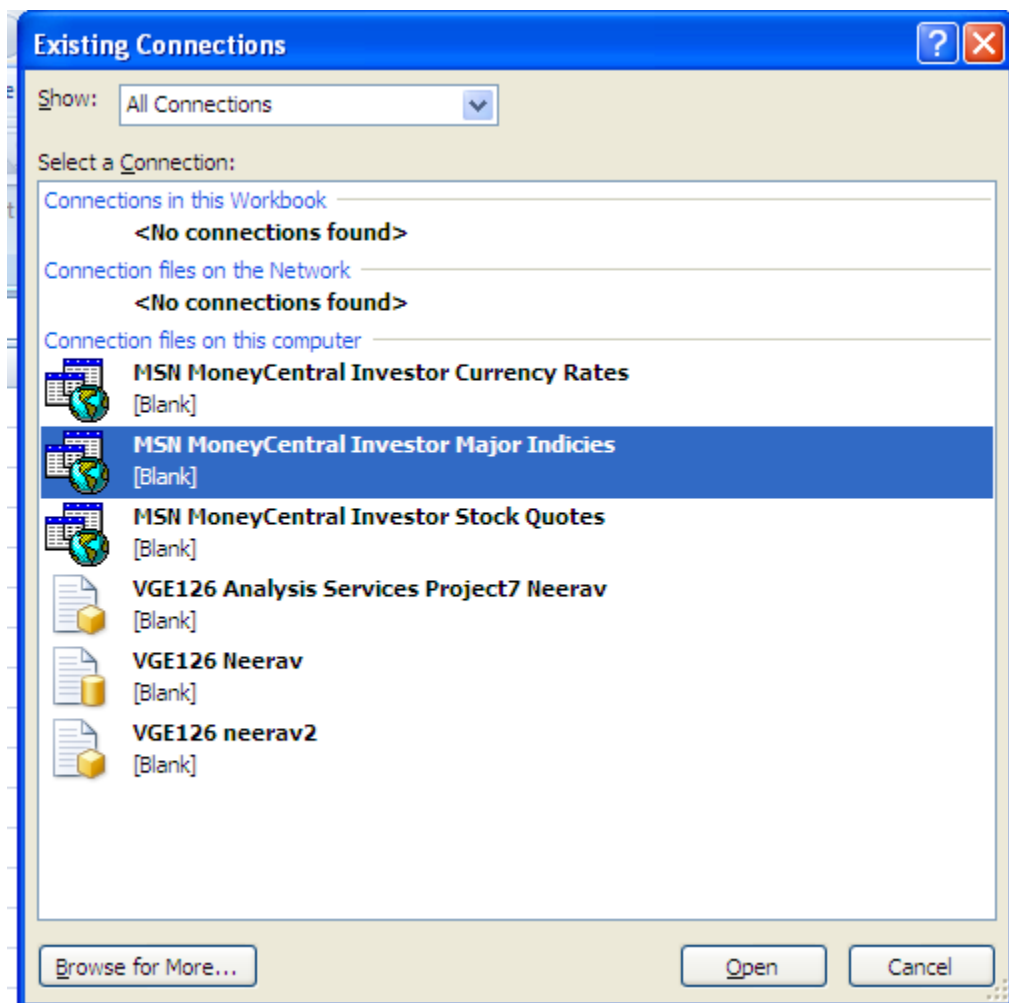 Existing Connections
Show: All Connections
Select a Connection:
Connections in this Workbook
<No connections found>
Connection files on the Network
<No connections found>
Connection files on this computer
MSN MoneyCentral Investor Currency Rates
[Blank]
MSN MoneyCentral Investor Major Indicies
[Blank]
MSN MoneyCentral Investor Stock Quotes
[Blank]
VGE126 Analysis Services Project7 Neerav
[Blank]
VGE126 Neerav
[Blank]
VGE126 neerav2
[Blank]
Browse for More... Open Cancel